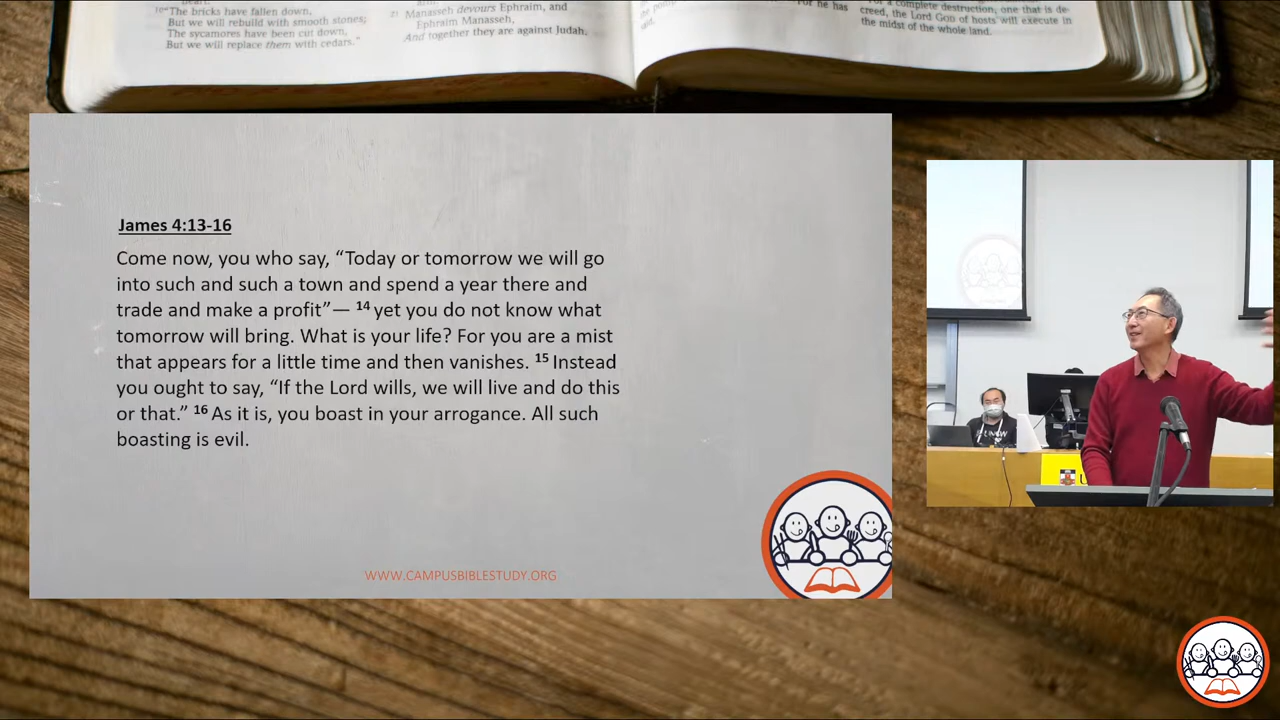 10 "The bricks have fallen down,
But we will rebuild with smooth stones;
The sycamores have been cut down,
But we will replace them with cedars."
21 Manasseh devours Ephraim, and
Ephraim Manasseh,
And together they are against Judah.
For he has
a complete destruction, one that is de-
creed, the Lord GOD of hosts will execute in
the midst of the whole land.
James 4:13-16
Come now, you who say, “Today or tomorrow we will go
into such and such a town and spend a year there and
trade and make a profit”— 14 yet you do not know what
tomorrow will bring. What is your life? For you are a mist
that appears for a little time and then vanishes. 15 Instead
you ought to say, “If the Lord wills, we will live and do this
or that.” 16 As it is, you boast in your arrogance. All such
boasting is evil.
WWW.CAMPUSBIBLESTUDY.ORG